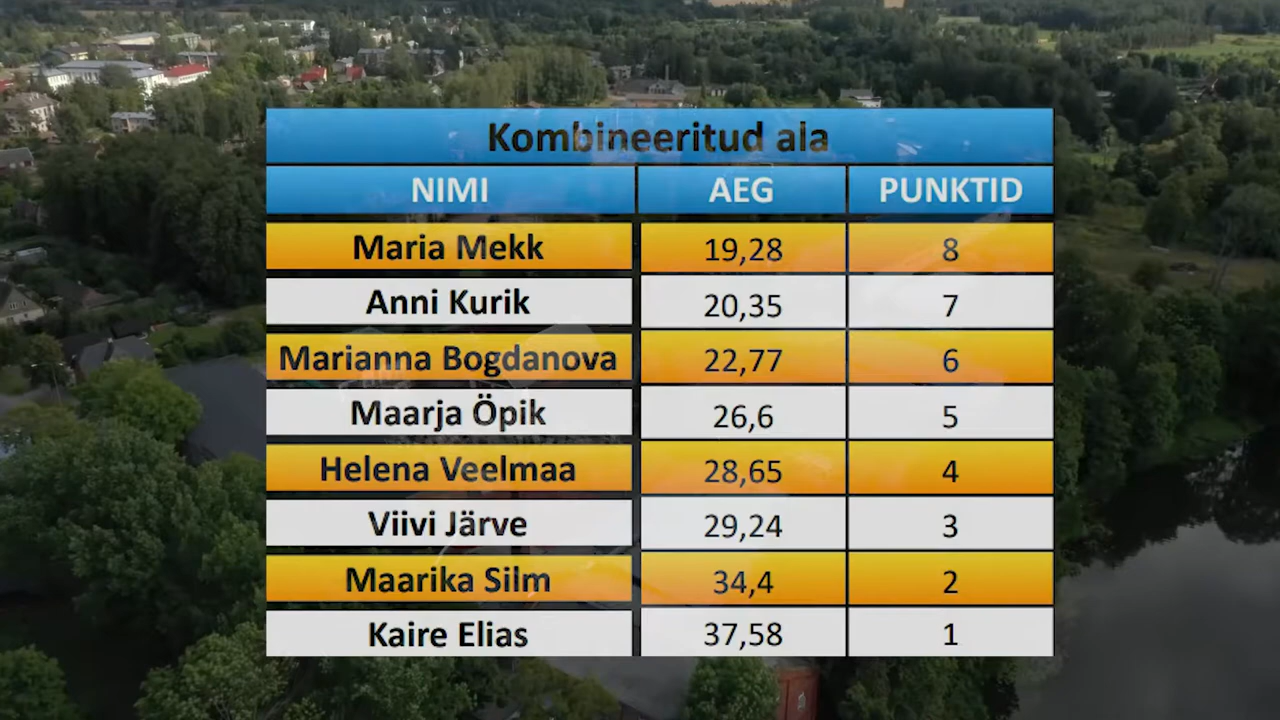 Kombineeritud ala
NIMI AEG PUNKTID
Maria Mekk 19,28 8
Anni Kurik 20,35 7
Marianna Bogdanova 22,77 6
Maarja Öpik 26,6 5
Helena Veelmaa 28,65 4
Viivi Järve 29,24 3
Maarika Silm 34,4 2
Kaire Elias 37,58 1